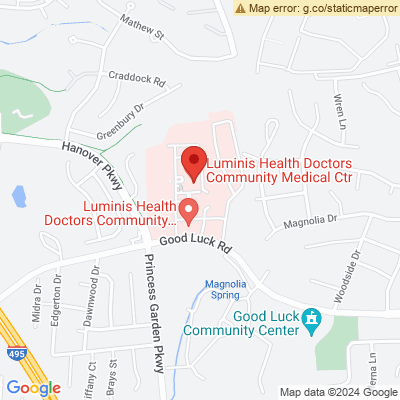 Map error: g.co/staticmaperror
Mathew St
Craddock Rd
Greenbury Dr
Wren Ln
Hanover Pkwy
Luminis Health Doctors
Community Medical Ctr
Luminis Health
Doctors Community...
Magnolia Dr
Good Luck Rd
Princess Garden Pkwy
Magnolia
Spring
Woodside Dr
Good Luck
Community Center
Midra Dr
Edgerton Dr
Dawnwood Dr
495
Tiffany Ct
Brays St
erna Ln
Google
Map data ©2024 Google